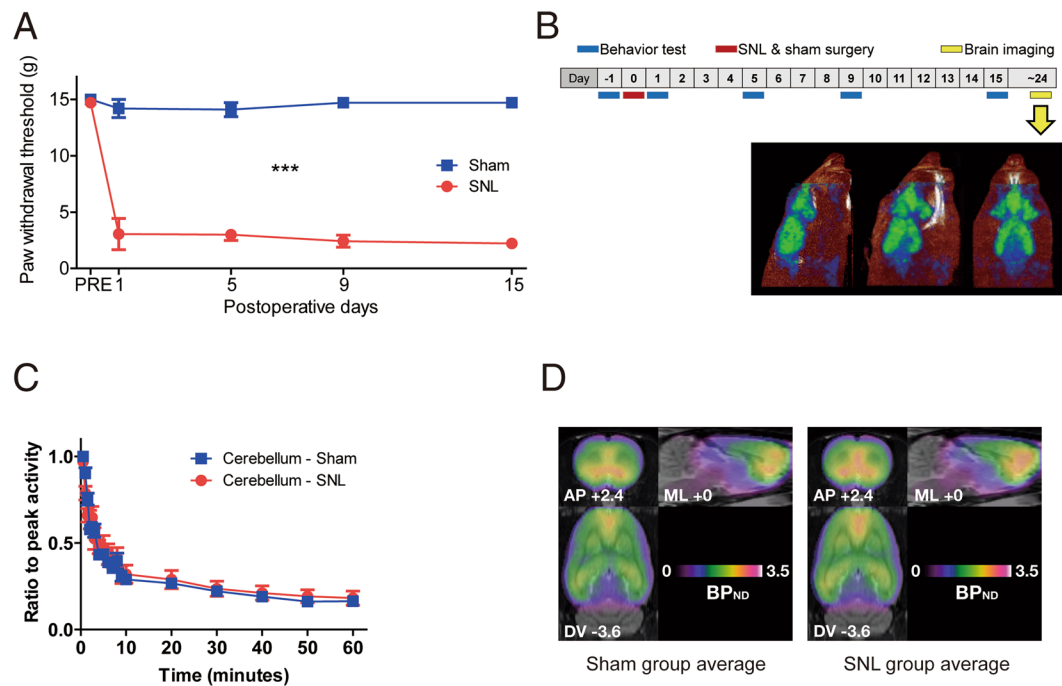 A
Paw withdrawal threshold (g)
15
10
5
0
***
Sham
SNL
PRE 1 5 9 15
Postoperative days
B
Behavior test SNL & sham surgery Brain imaging
Day -1 0 1 2 3 4 5 6 7 8 9 10 11 12 13 14 15 ~24
C
Ratio to peak activity
1.0
0.5
0.0
Cerebellum - Sham
Cerebellum - SNL
0 10 20 30 40 50 60
Time (minutes)
D
AP +2.4 ML +0
0 3.5
BPND
DV -3.6
Sham group average
AP +2.4 ML +0
0 3.5
BPND
DV -3.6
SNL group average